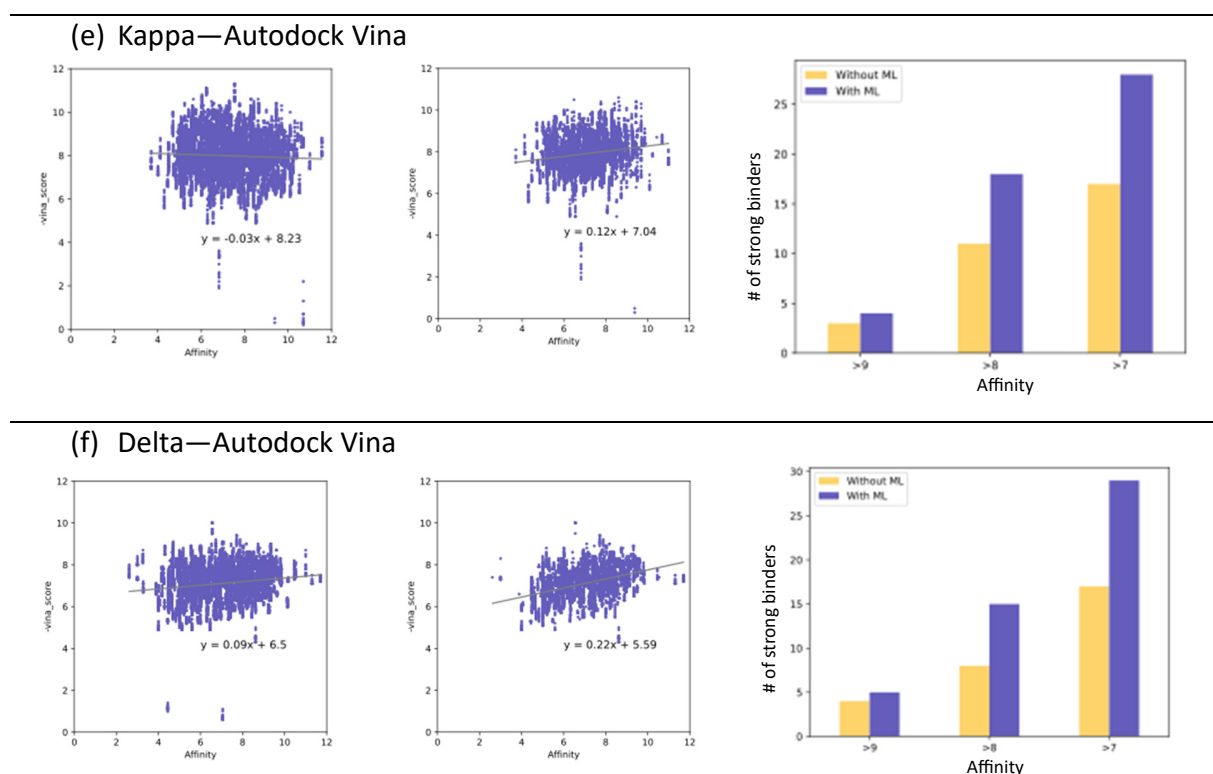 (e) Kappa—Autodock Vina
12
10
8
6
4
2
0
-vina_score
y = -0.03x + 8.23
0 2 4 6 8 10 12
Affinity
12
10
8
6
4
2
0
-vina_score
y = 0.12x + 7.04
0 2 4 6 8 10 12
Affinity
Without ML
With ML
25
20
15
10
5
0
# of strong binders
>9 >8 >7
Affinity
(f) Delta—Autodock Vina
12
10
8
6
4
2
0
-vina_score
y = 0.09x + 6.5
0 2 4 6 8 10 12
Affinity
12
10
8
6
4
2
0
-vina_score
y = 0.22x + 5.59
0 2 4 6 8 10 12
Affinity
Without ML
With ML
30
25
20
15
10
5
0
# of strong binders
>9 >8 >7
Affinity